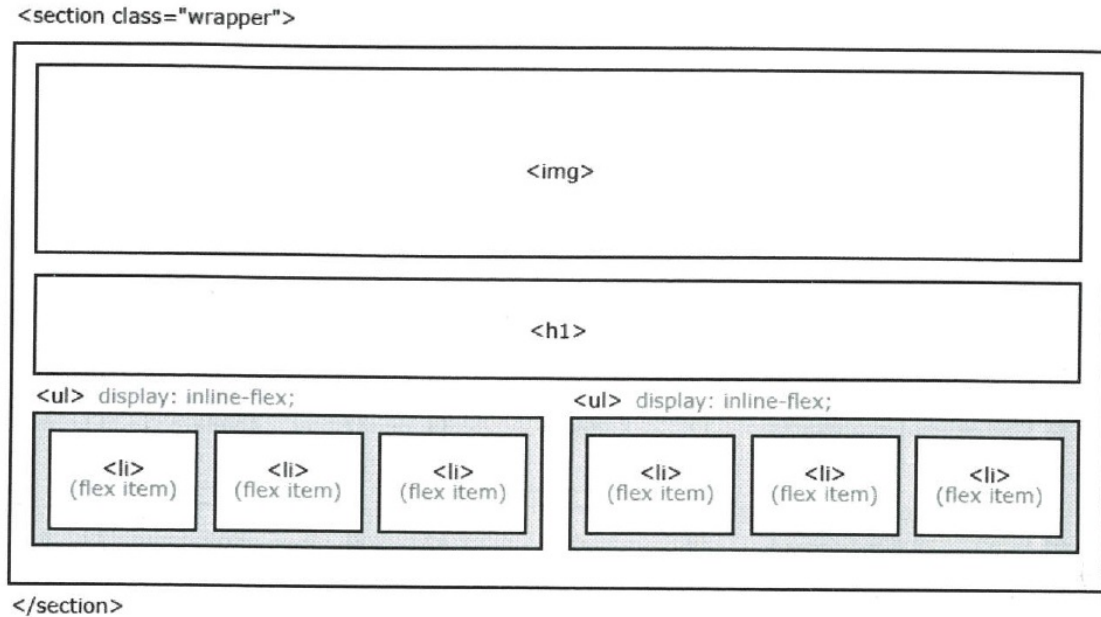 <section class="wrapper">
<img>
<h1>
<ul> display: inline-flex;
<ul> display: inline-flex;
<li>
(flex item)
<li>
(flex item)
<li>
(flex item)
<li>
(flex item)
<li>
(flex item)
<li>
(flex item)
</section>